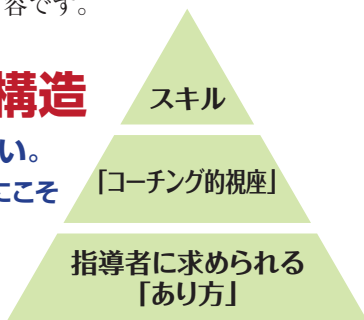 容です。
構造
い。
にこそ
スキル
「コーチング的視座」
指導者に求められる
「あり方」